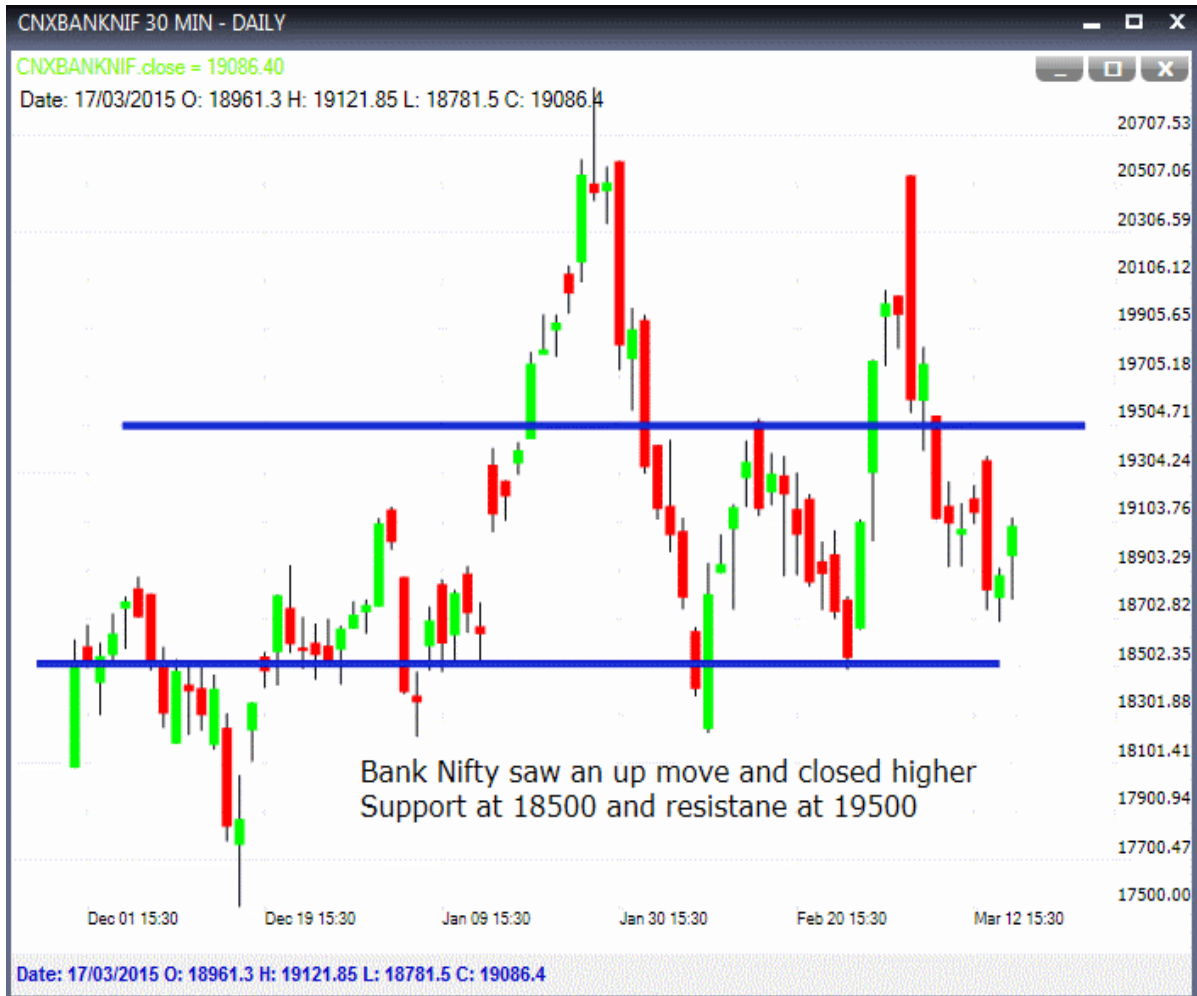 CNXBANKNIF 30 MIN - DAILY
CNXBANKNIF.close = 19086.40
Date: 17/03/2015 O: 18961.3 H: 19121.85 L: 18781.5 C: 19086.4
20707.53
20507.06
20306.59
20106.12
19905.65
19705.18
19504.71
19304.24
19103.76
18903.29
18702.82
18502.35
18301.88
18101.41
17900.94
17700.47
17500.00
Bank Nifty saw an up move and closed higher
Support at 18500 and resistane at 19500
Dec 01 15:30 Dec 19 15:30 Jan 09 15:30 Jan 30 15:30 Feb 20 15:30 Mar 12 15:30
Date: 17/03/2015 O: 18961.3 H: 19121.85 L: 18781.5 C: 19086.4